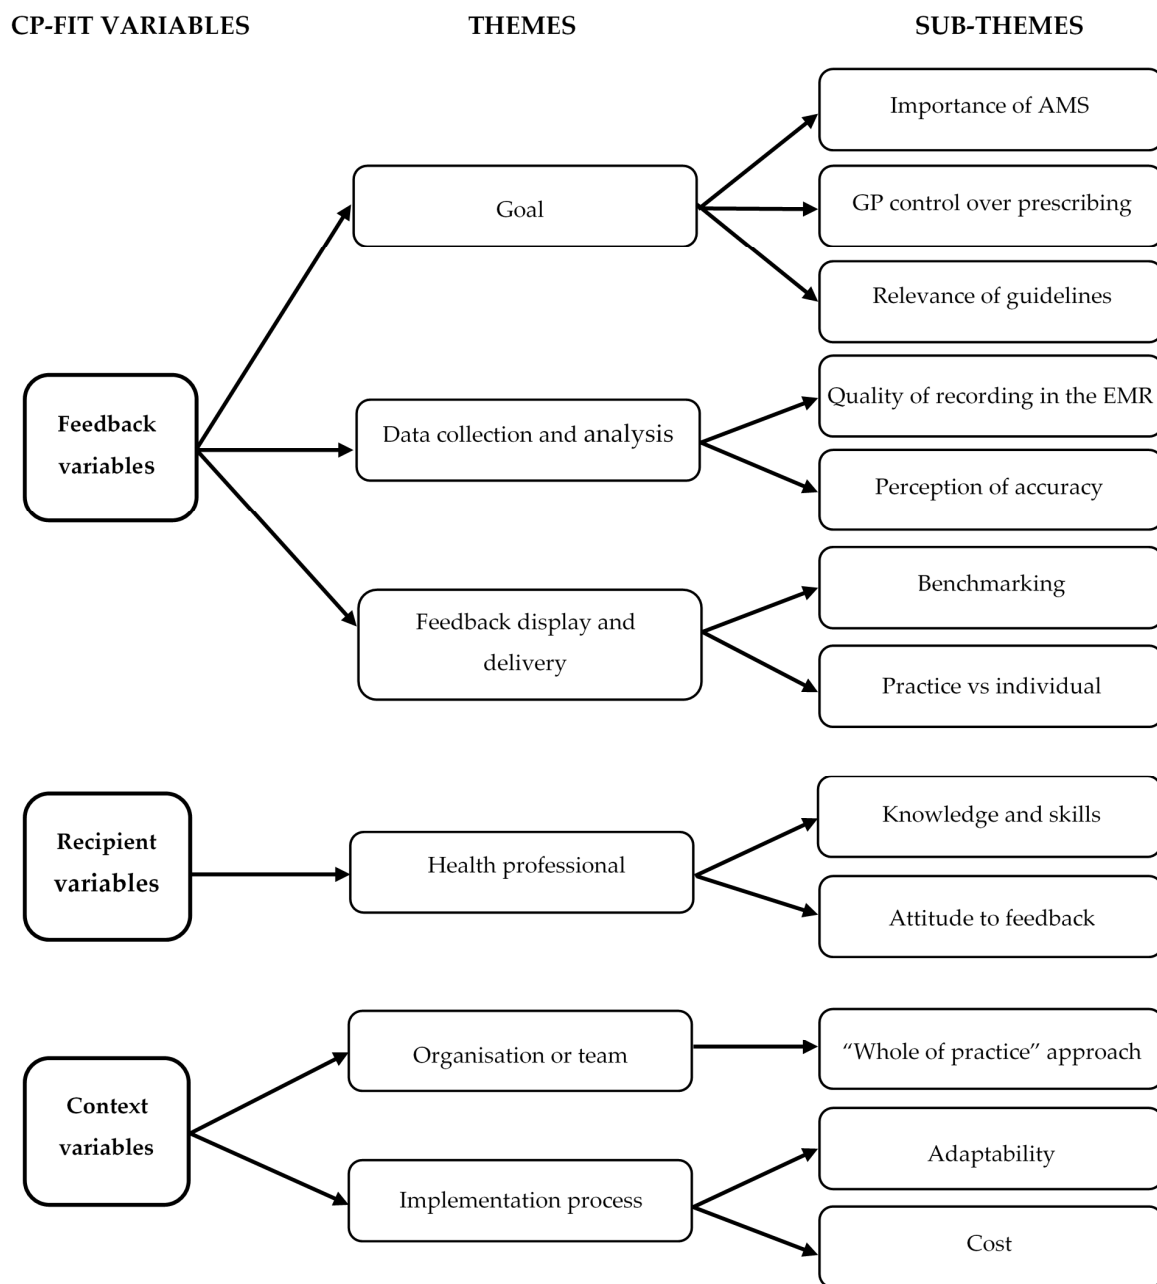 CP-FIT VARIABLES
THEMES
SUB-THEMES
Feedback
variables
Goal
Importance of AMS
GP control over prescribing
Relevance of guidelines
Data collection and analysis
Quality of recording in the EMR
Perception of accuracy
Feedback display and
delivery
Benchmarking
Practice vs individual
Recipient
variables
Health professional
Knowledge and skills
Attitude to feedback
Context
variables
Organisation or team
“Whole of practice” approach
Implementation process
Adaptability
Cost